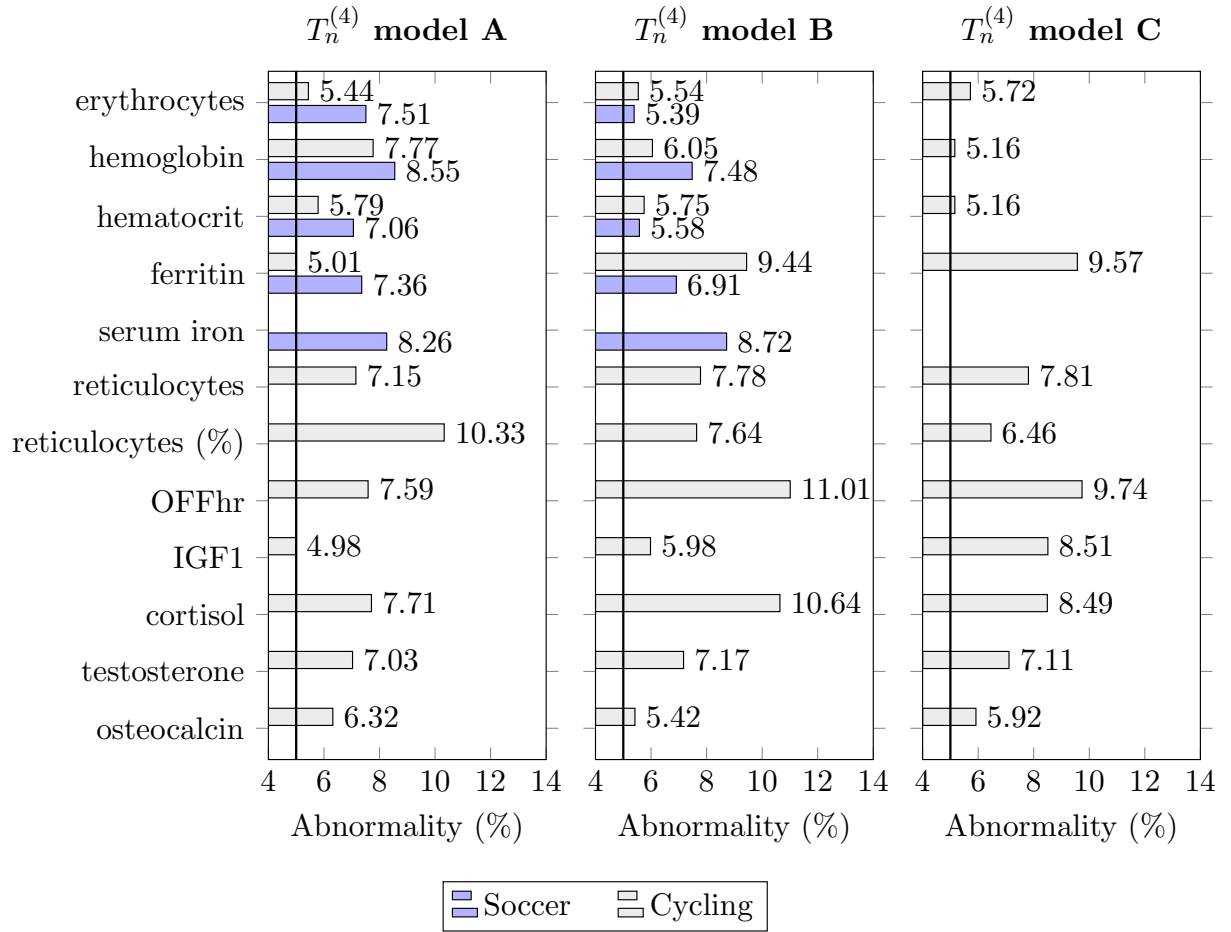 T_n^{(4)} model A
T_n^{(4)} model B
T_n^{(4)} model C
erythrocytes
5.44
7.51
5.54
5.39
5.72
hemoglobin
7.77
8.55
6.05
7.48
5.16
hematocrit
5.79
7.06
5.75
5.58
5.16
ferritin
5.01
7.36
9.44
6.91
9.57
serum iron
8.26
8.72
reticulocytes
7.15
7.78
7.81
reticulocytes (%)
10.33
7.64
6.46
OFFhr
7.59
11.01
9.74
IGF1
4.98
5.98
8.51
cortisol
7.71
10.64
8.49
testosterone
7.03
7.17
7.11
osteocalcin
6.32
5.42
5.92
4 6 8 10 12 14
4 6 8 10 12 14
4 6 8 10 12 14
Abnormality (%)
Abnormality (%)
Abnormality (%)
Soccer
Cycling